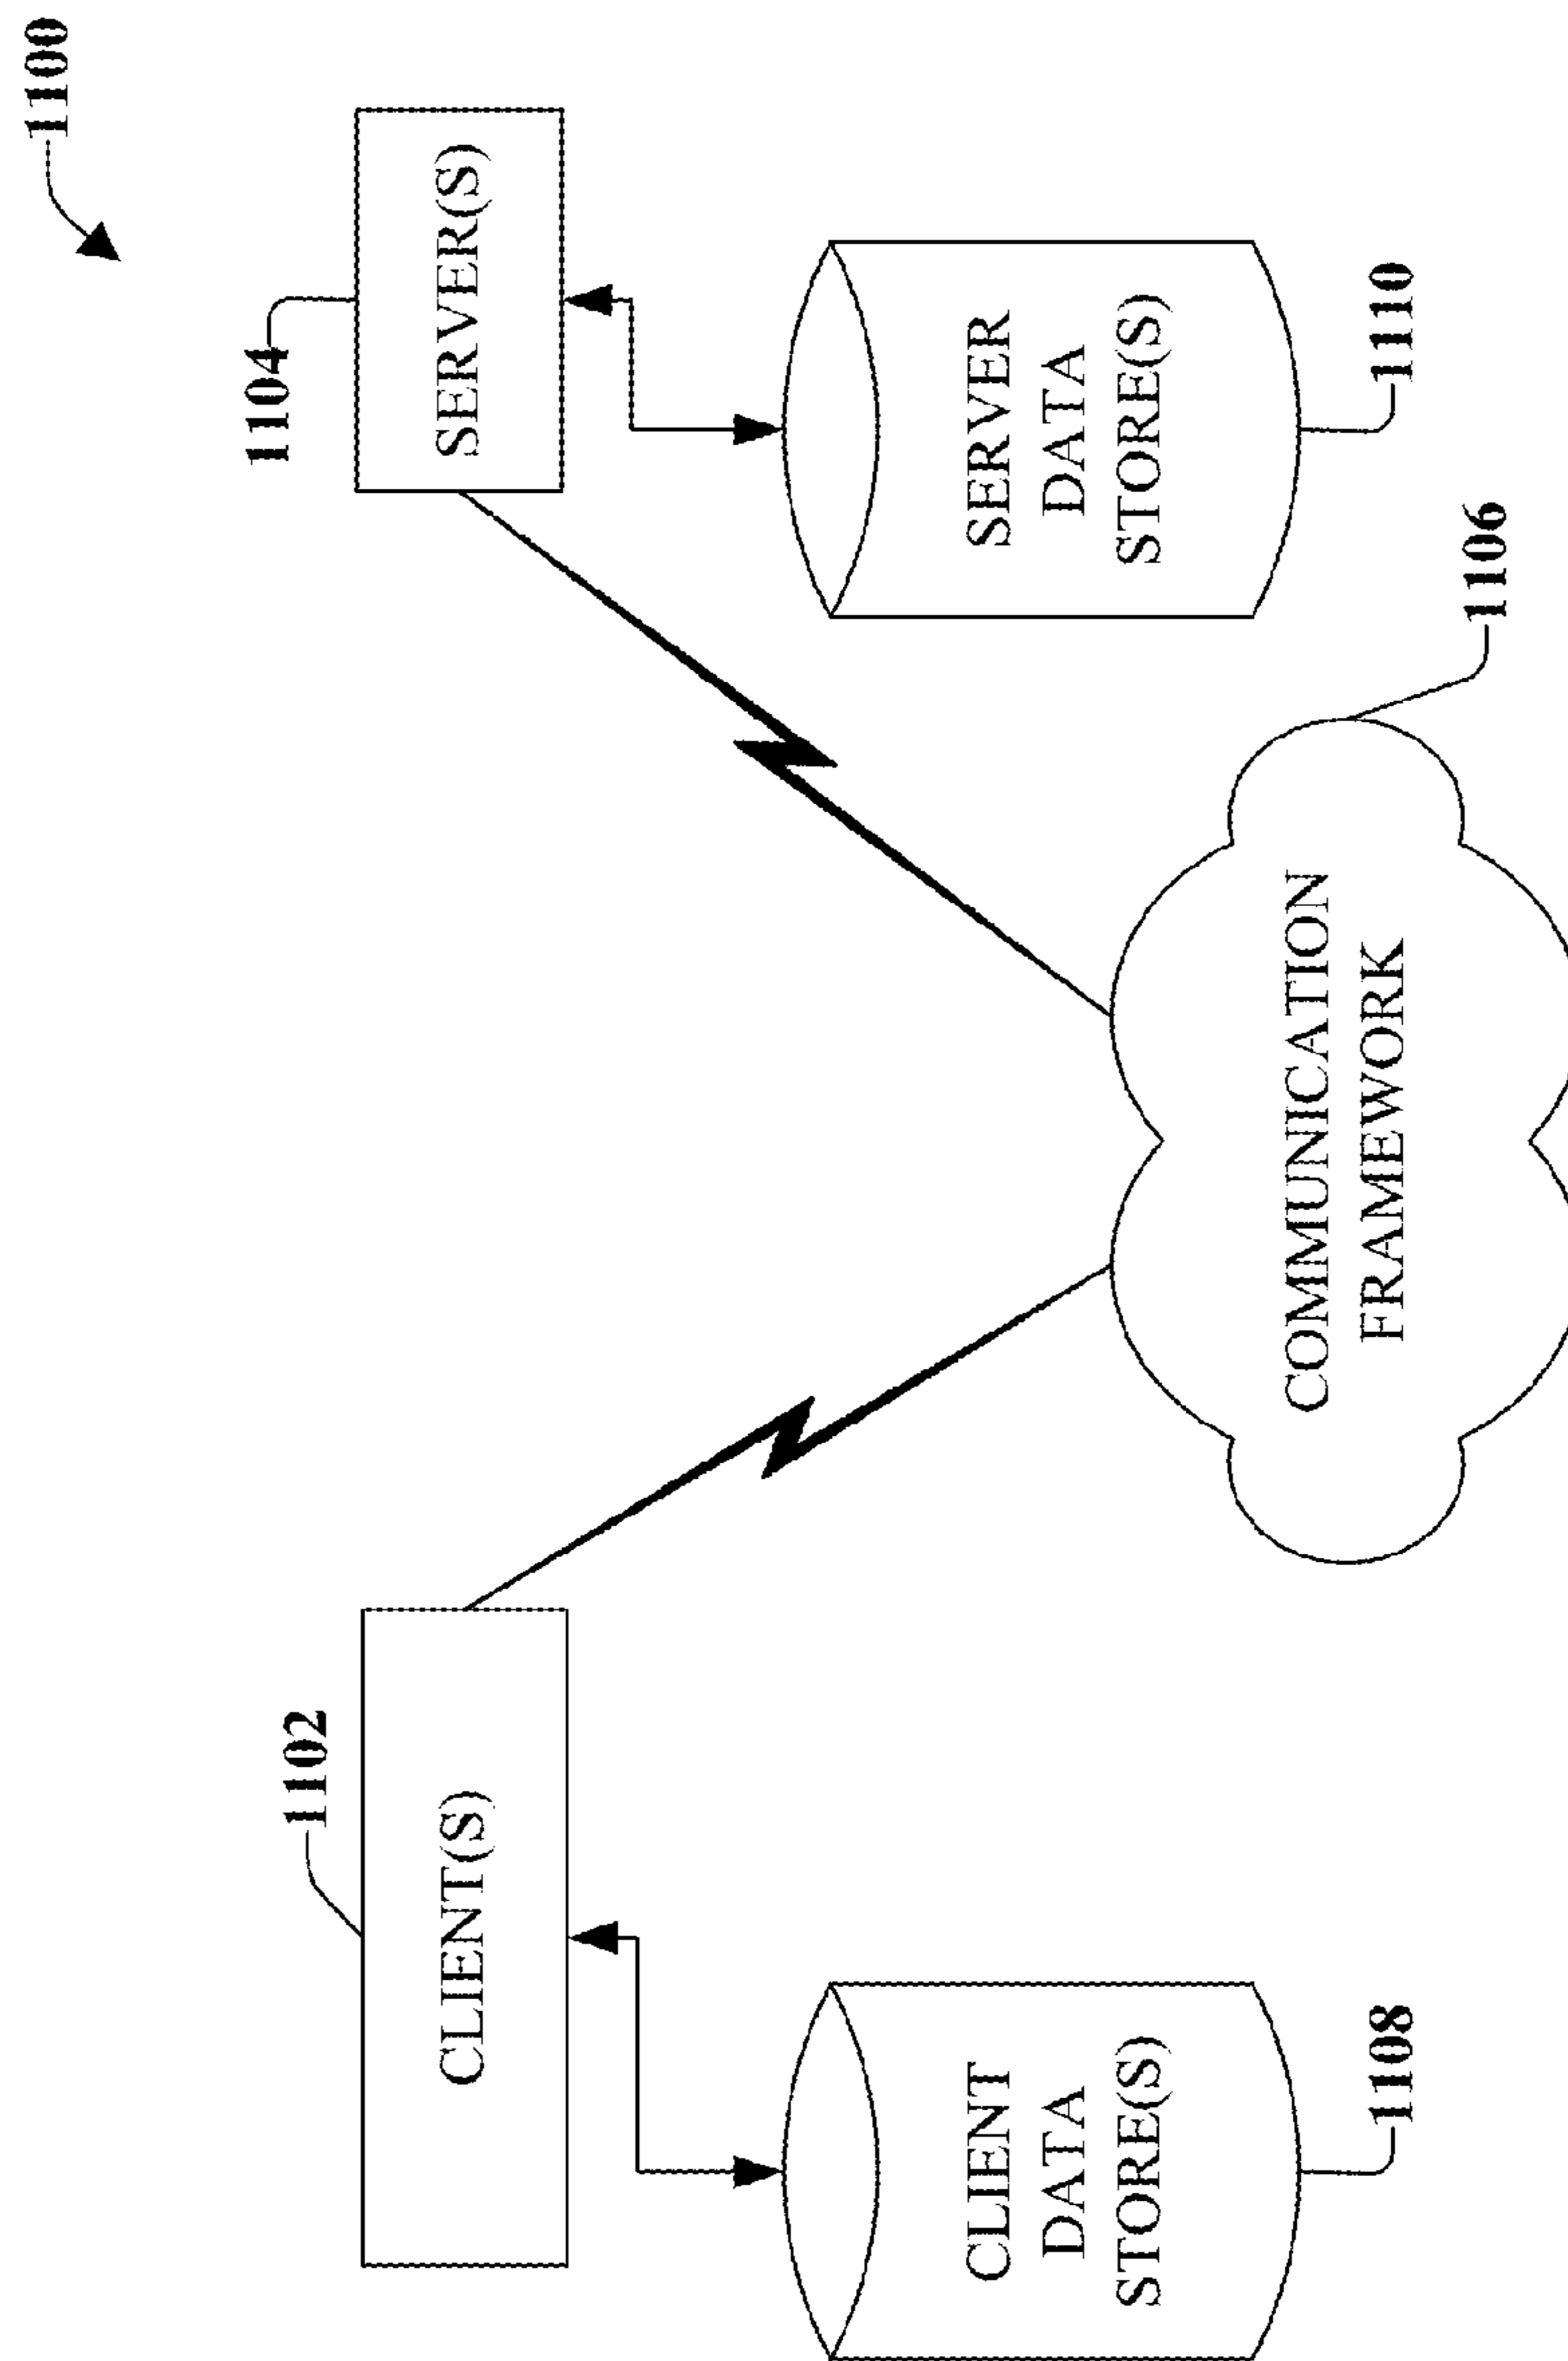 1100
1102
CLIENT(S)
1104
SERVER(S)
CLIENT
DATA
STORE(S)
1108
SERVER
DATA
STORE(S)
1110
COMMUNICATION
FRAMEWORK
1106